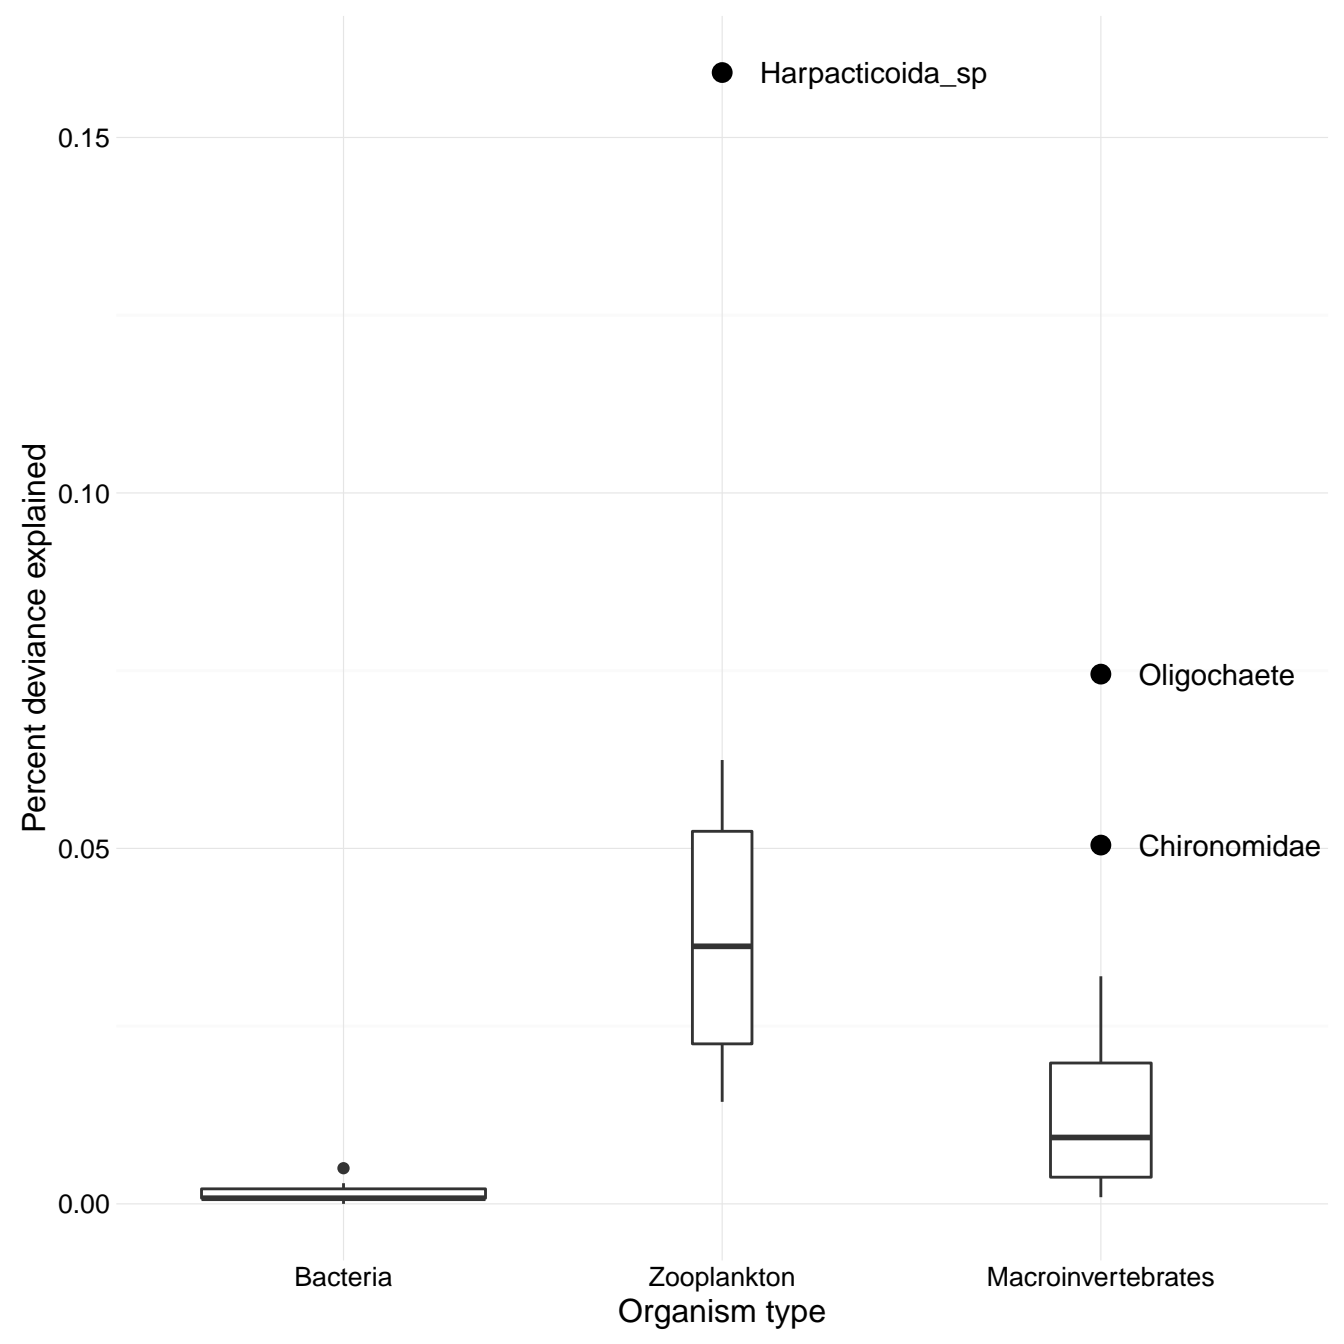 Harpacticoida_sp
0.15
Percent deviance explained
0.10
Oligochaete
0.05
Chironomidae
0.00
Bacteria
Zooplankton
Macroinvertebrates
Organism type